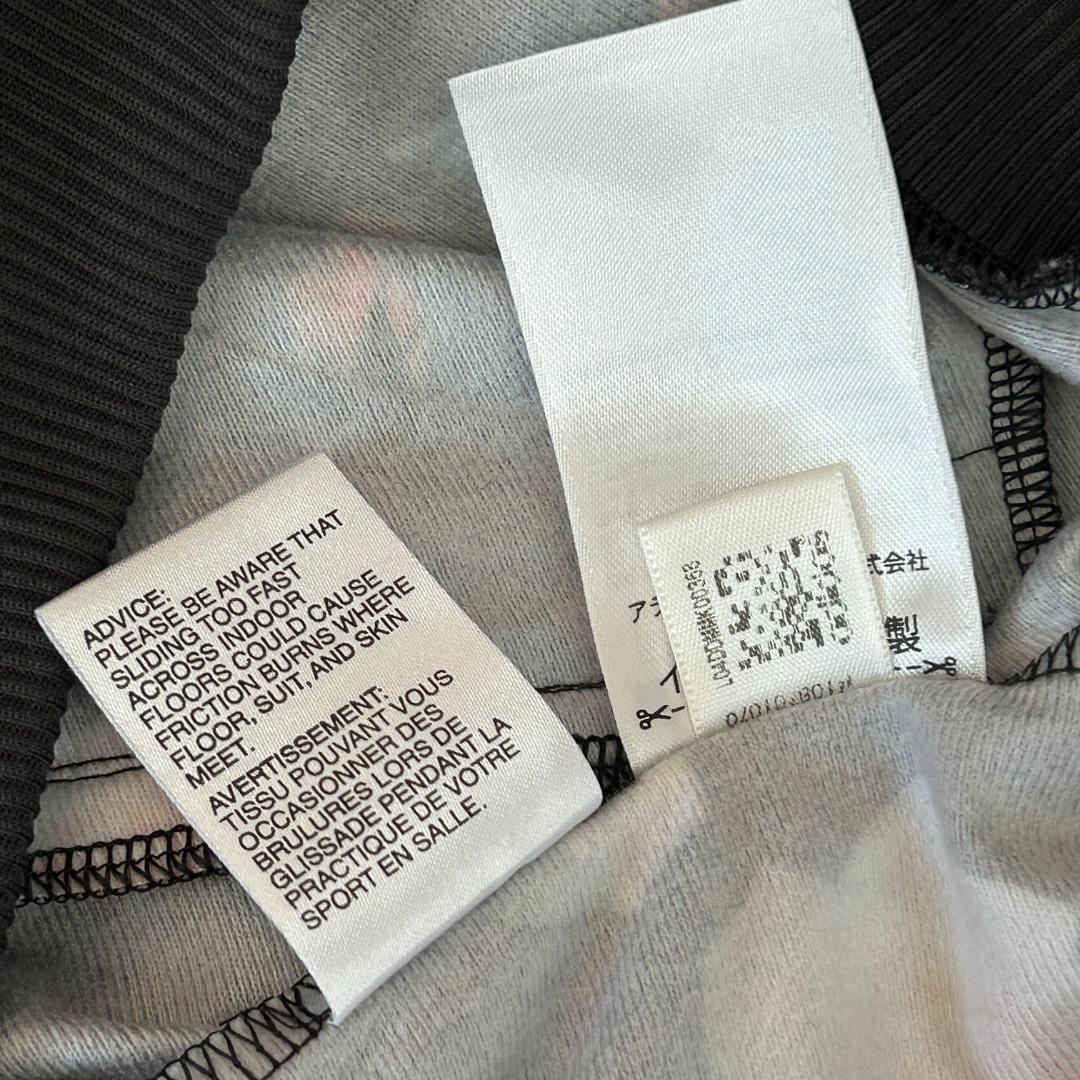 ADVICE:
PLEASE BE AWARE THAT
SLIDING TOO FAST
ACROSS INDOOR
FLOORS COULD CAUSE
FRICTION BURNS WHERE
FLOOR, SUIT, AND SKIN
MEET.
AVERTISSEMENT:
TISSU POUVANT VOUS
OCCASIONNER DES
BRULURES LORS DE
GLISSADE PENDANT LA
PRACTIQUE DE VOTRE
SPORT EN SALLE.
式会社
製